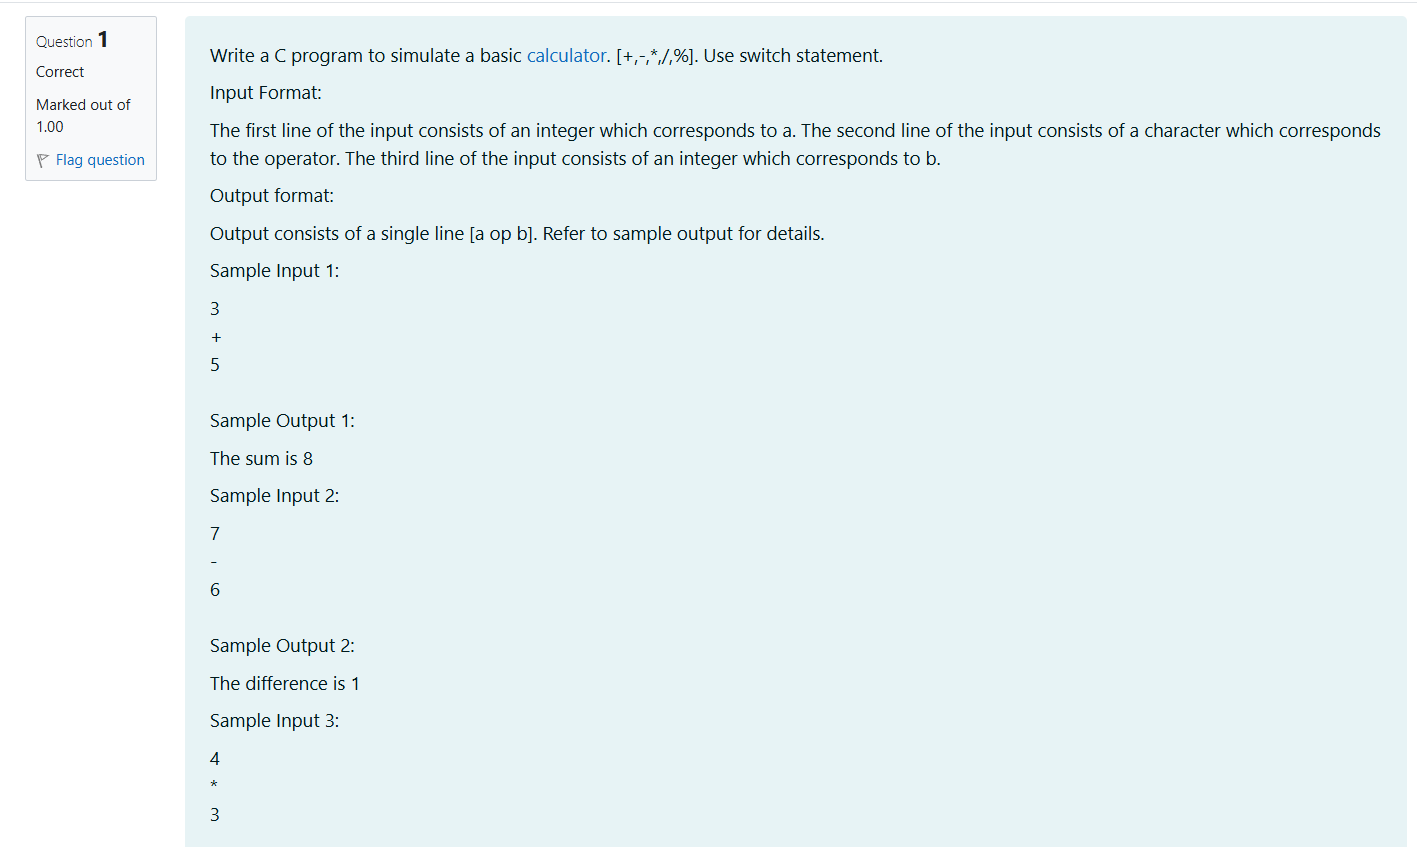 Question 1
Correct
Marked out of
1.00
Flag question
Write a C program to simulate a basic calculator. [+,-,*,/,%]. Use switch statement.
Input Format:
The first line of the input consists of an integer which corresponds to a. The second line of the input consists of a character which corresponds
to the operator. The third line of the input consists of an integer which corresponds to b.
Output format:
Output consists of a single line [a op b]. Refer to sample output for details.
Sample Input 1:
3
+
5
Sample Output 1:
The sum is 8
Sample Input 2:
7
-
6
Sample Output 2:
The difference is 1
Sample Input 3:
4
*
3